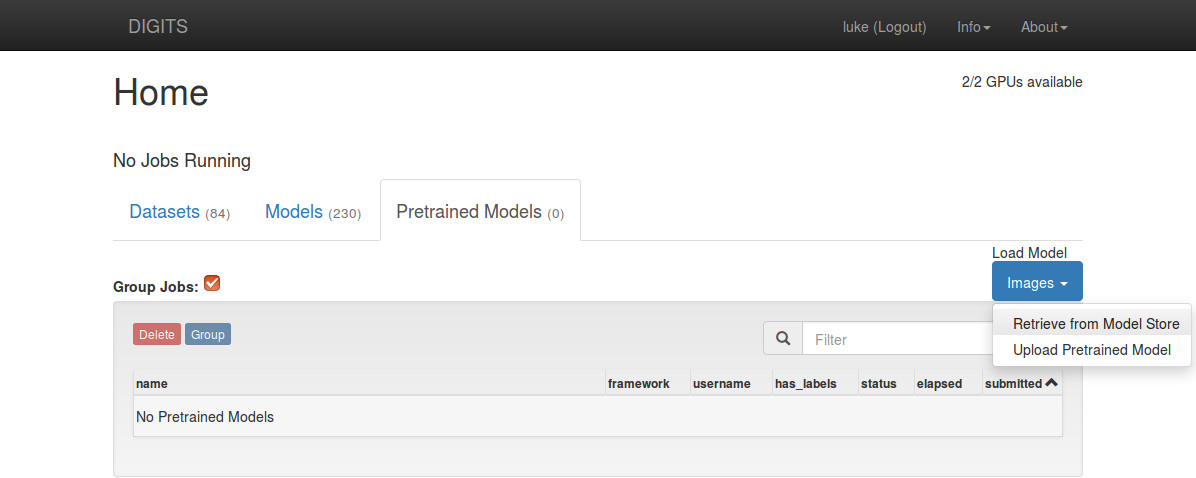 DIGITS luke (Logout) Info About
Home
2/2 GPUs available
No Jobs Running
Datasets (84) Models (230) Pretrained Models (0)
Load Model
Group Jobs:
Images
Retrieve from Model Store
Delete Group Filter
Upload Pretrained Model
name framework username has_labels status elapsed submitted
No Pretrained Models